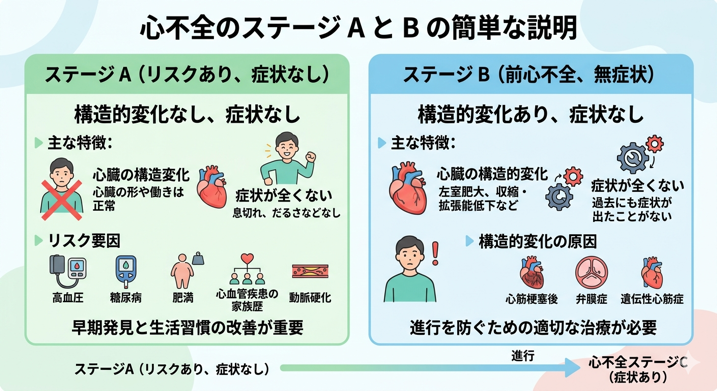 心不全のステージ A と B の簡単な説明
ステージ A（リスクあり、症状なし）
構造的変化なし、症状なし
主な特徴：
心臓の構造変化
心臓の形や働きは
正常
症状が全くない
息切れ、だるさなどなし
リスク要因
高血圧
糖尿病
肥満
心血管疾患の
家族歴
動脈硬化
早期発見と生活習慣の改善が重要
ステージ B（前心不全、無症状）
構造的変化あり、症状なし
主な特徴：
心臓の構造的変化
左室肥大、収縮・
拡張能低下など
症状が全くない
過去にも症状が
出たことがない
構造的変化の原因
心筋梗塞後
弁膜症
遺伝性心筋症
進行を防ぐための適切な治療が必要
ステージA（リスクあり、症状なし）
進行
心不全ステージC
（症状あり）